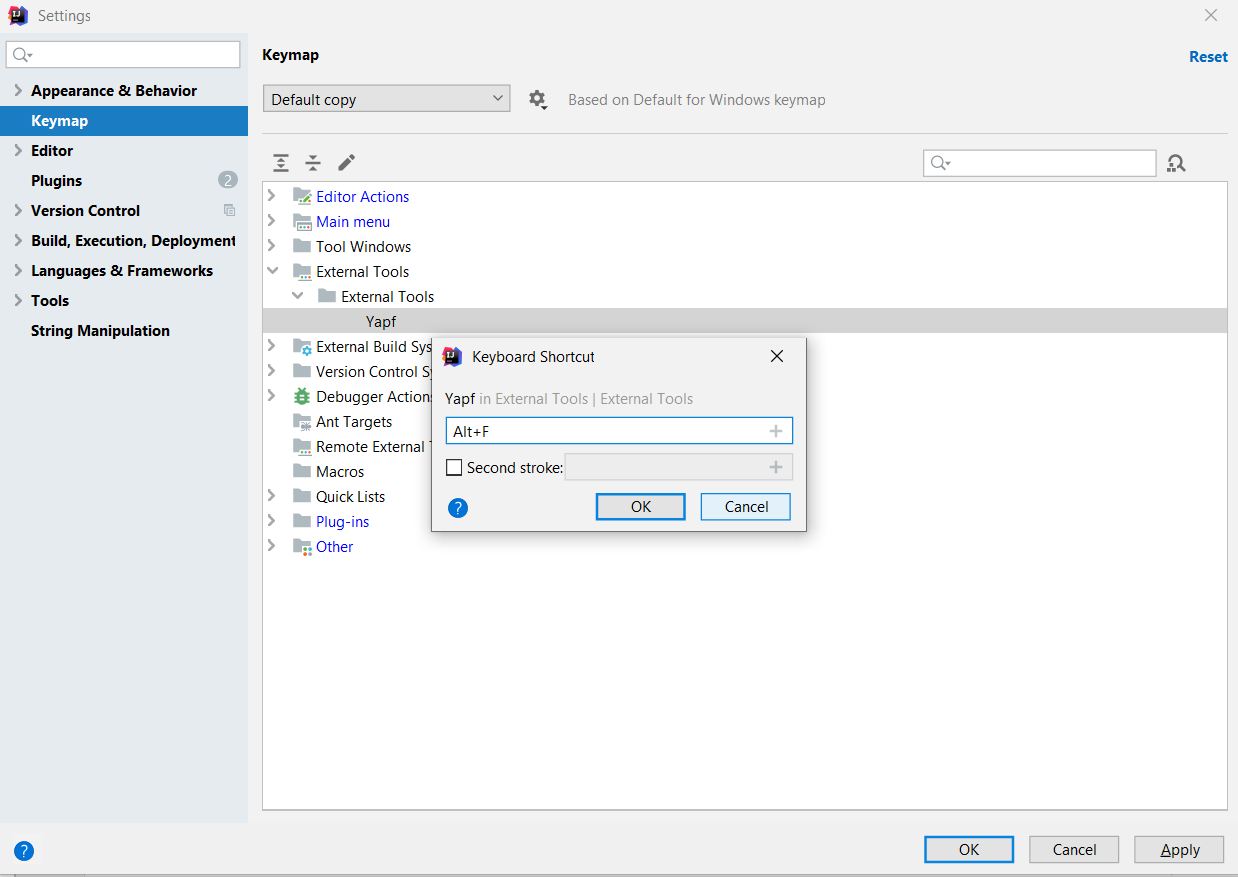 Settings
Appearance & Behavior
Keymap
Editor
Plugins
2
Version Control
Build, Execution, Deployment
Languages & Frameworks
Tools
String Manipulation
Keymap
Reset
Default copy
Based on Default for Windows keymap
Editor Actions
Main menu
Tool Windows
External Tools
External Tools
Yapf
External Build Sys
Version Control Sy
Debugger Actions
Ant Targets
Remote External T
Macros
Quick Lists
Plug-ins
Other
Keyboard Shortcut
Yapf in External Tools | External Tools
Alt+F
Second stroke:
?
OK
Cancel
?
OK
Cancel
Apply